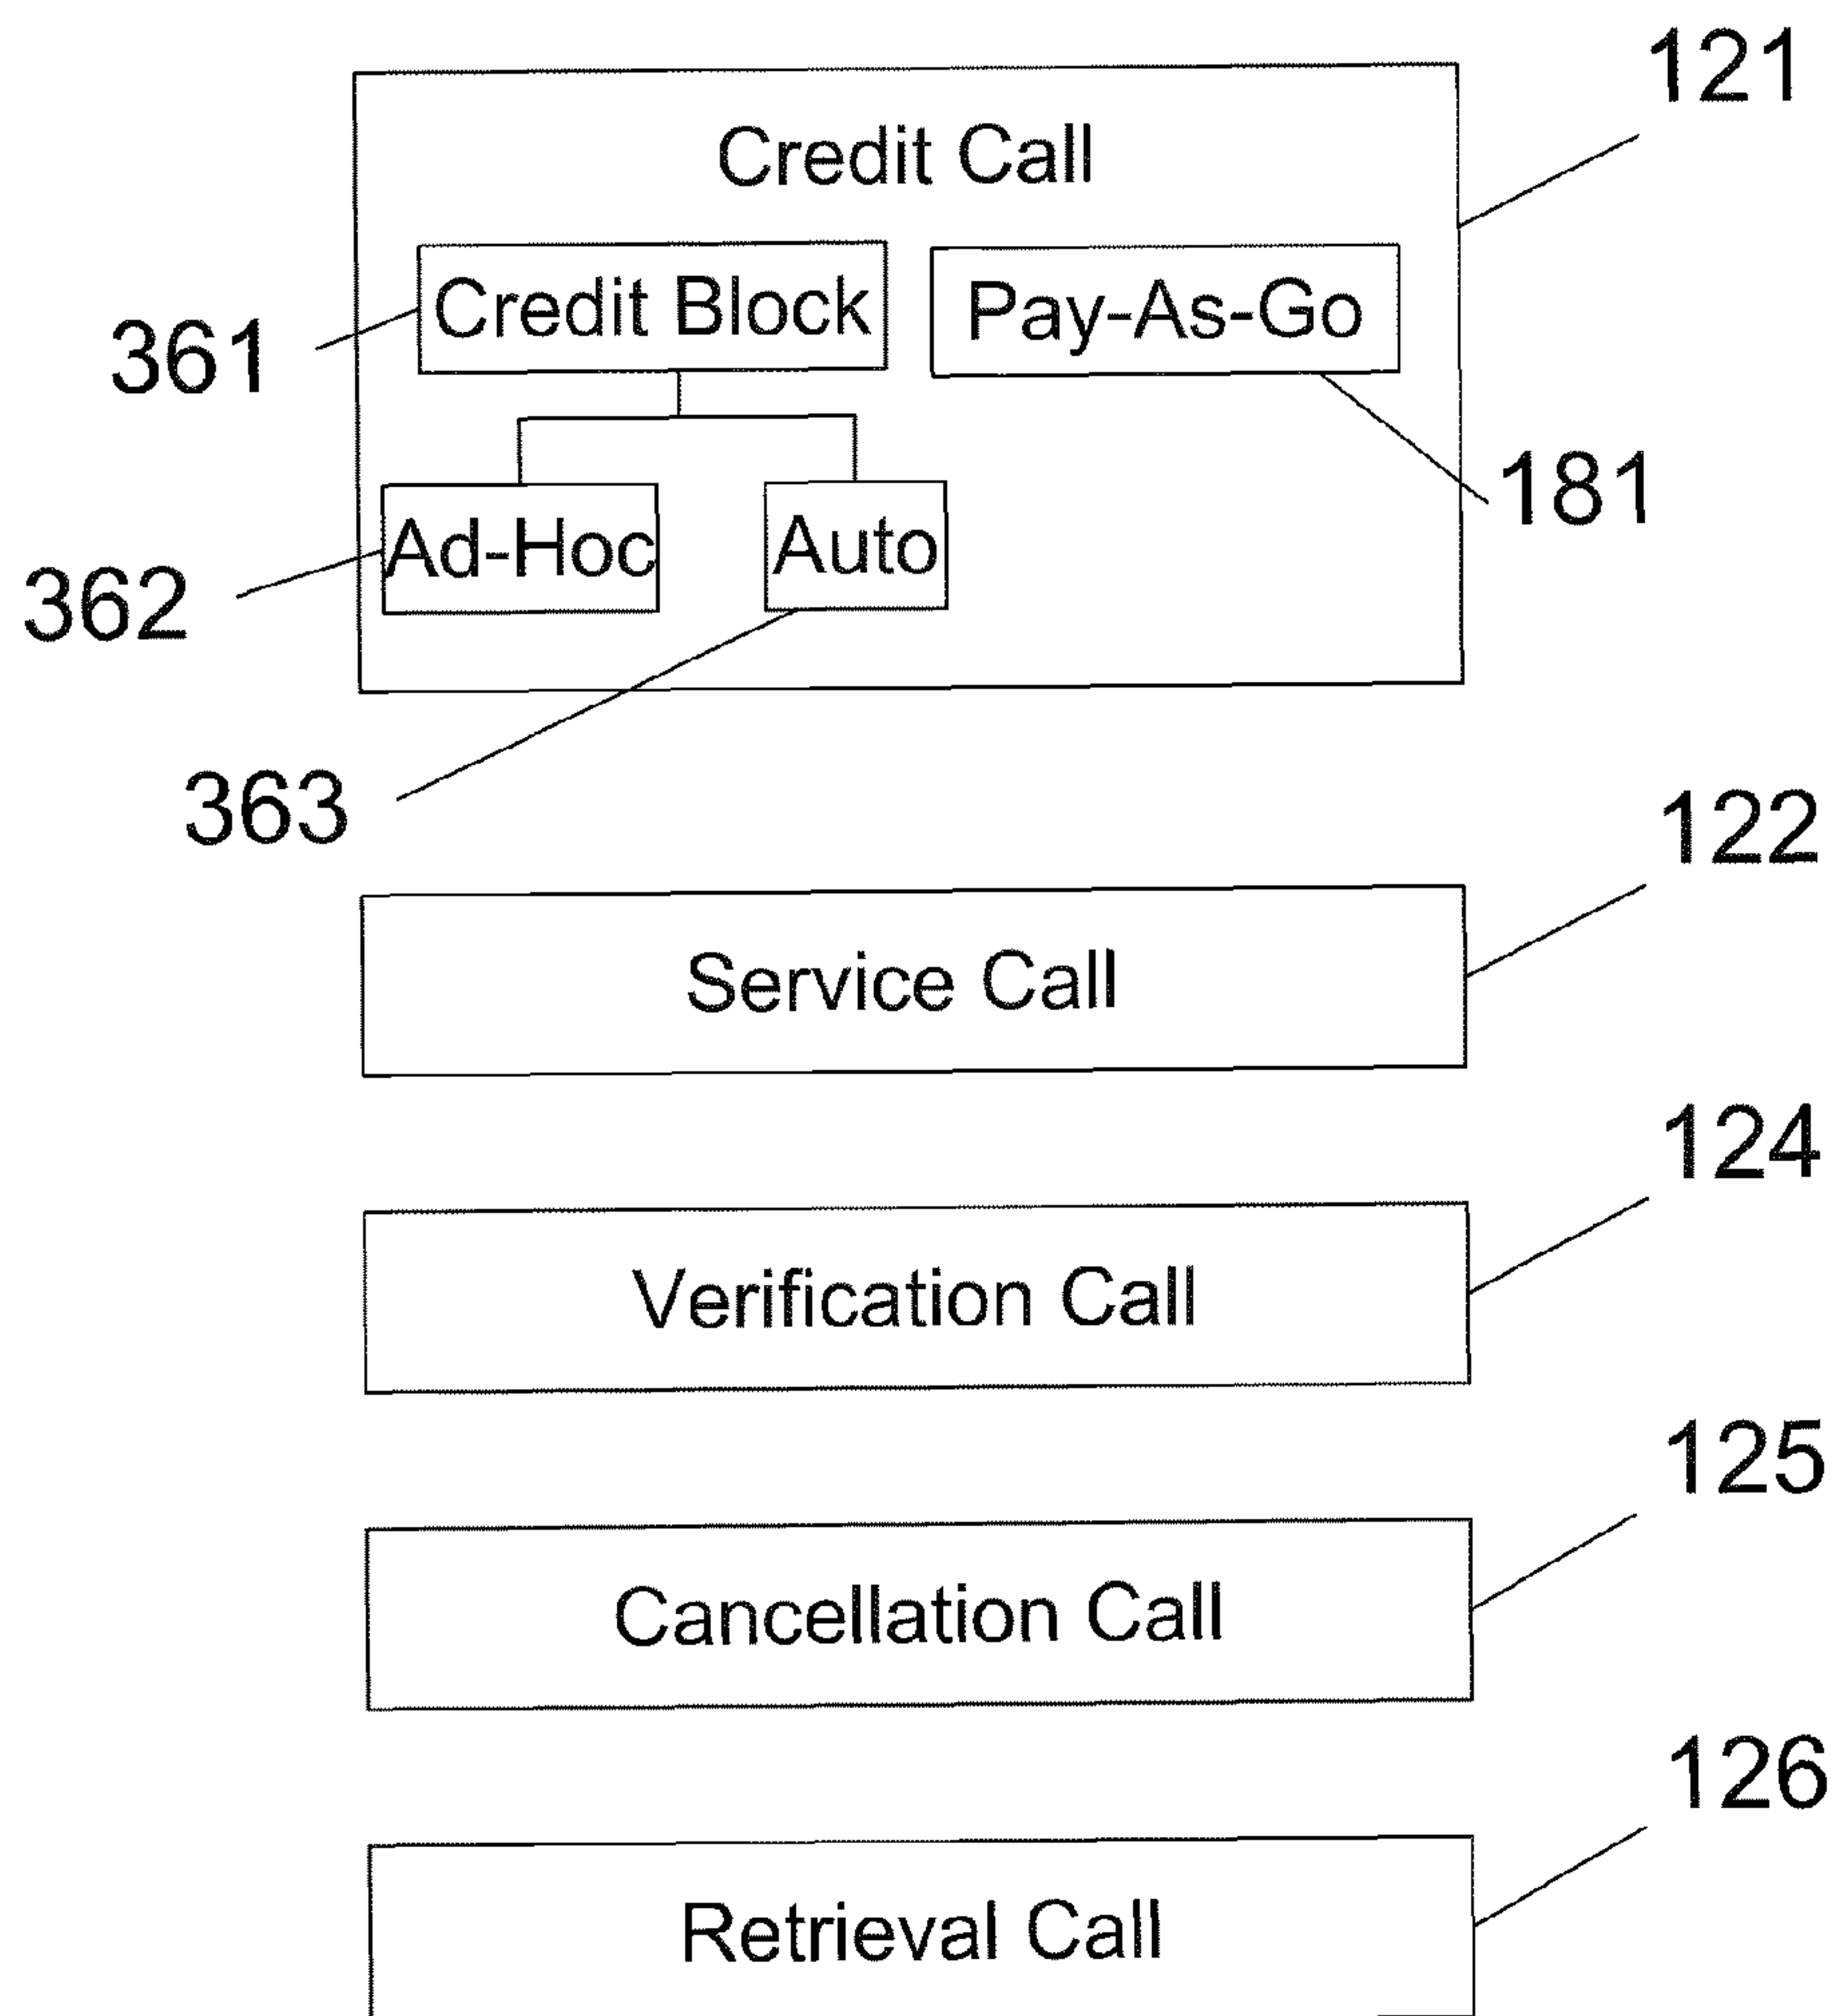 121
Credit Call
Credit Block
Pay-As-Go
361
181
Ad-Hoc
Auto
362
363
122
Service Call
124
Verification Call
125
Cancellation Call
126
Retrieval Call